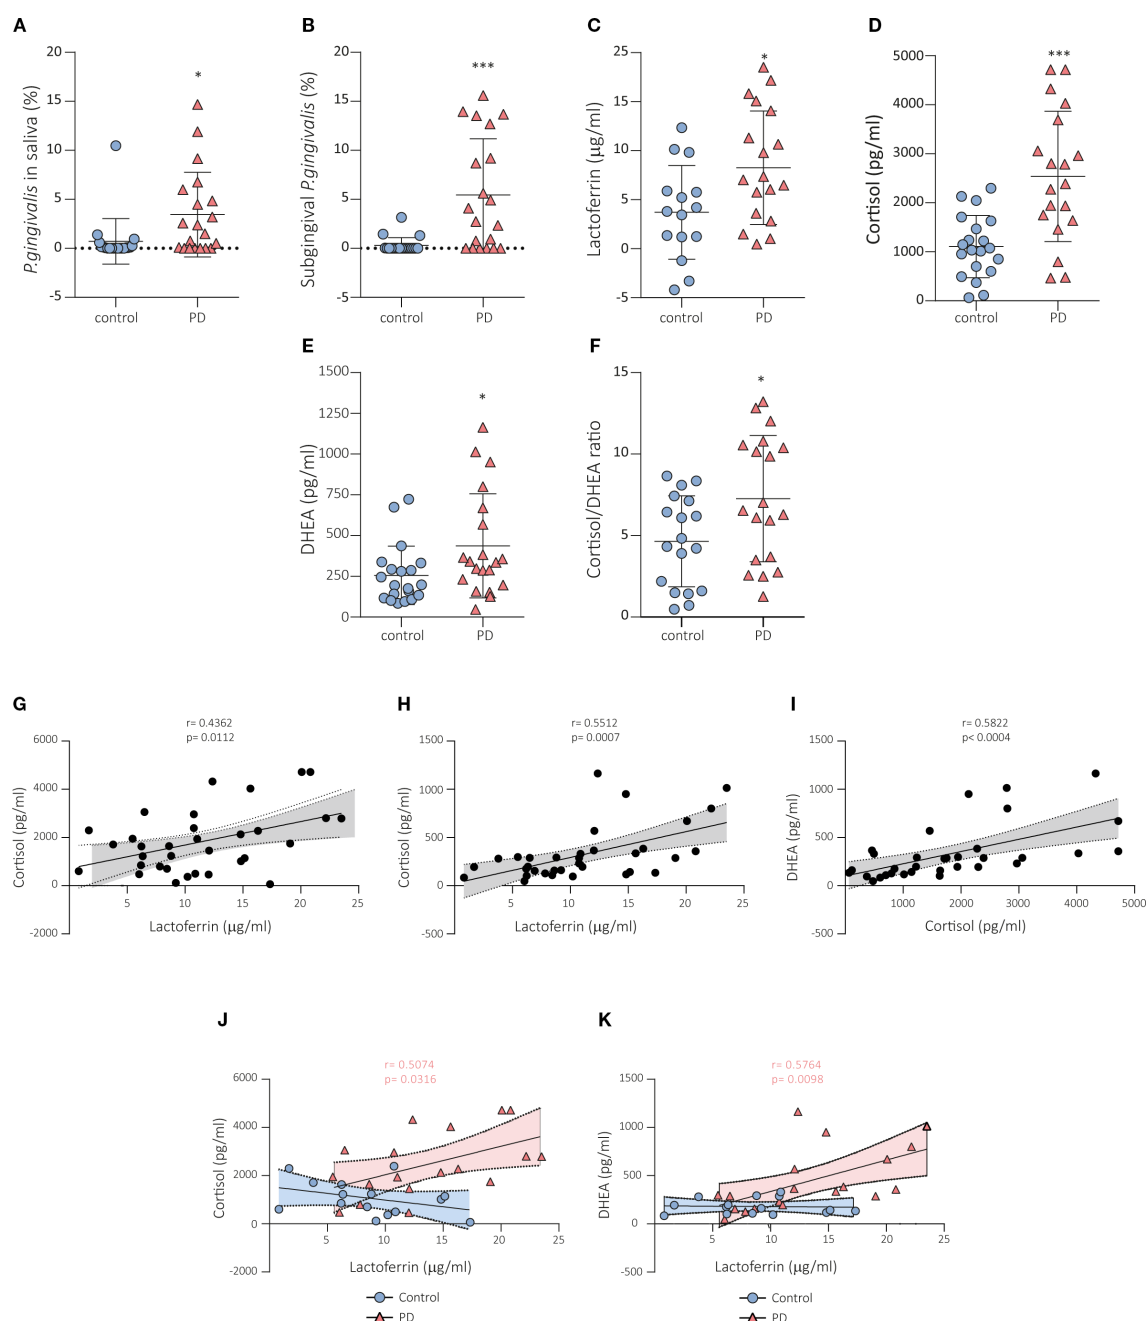 A
B
C
D
P.gingivalis in saliva (%)
20
15
10
5
0
-5
*
control
PD
Subgingival P.gingivalis (%)
20
15
10
5
0
-5
***
control
PD
Lactoferrin (µg/ml)
25
15
10
5
0
-5
*
control
PD
Cortisol (pg/ml)
5000
4000
3000
2000
1000
0
***
control
PD
E
F
DHEA (pg/ml)
1500
1250
1000
750
500
250
0
*
control
PD
Cortisol/DHEA ratio
15
10
5
0
*
control
PD
G
H
I
r= 0.4362
p= 0.0112
Cortisol (pg/ml)
6000
4000
2000
0
-2000
5
10
15
20
25
Lactoferrin (µg/ml)
r= 0.5512
p= 0.0007
Cortisol (pg/ml)
1500
1000
500
0
-500
5
10
15
20
25
Lactoferrin (µg/ml)
r= 0.5822
p< 0.0004
DHEA (pg/ml)
1500
1000
500
0
-500
1000
2000
3000
4000
5000
Cortisol (pg/ml)
J
K
r= 0.5074
p= 0.0316
Cortisol (pg/ml)
6000
4000
2000
0
-2000
5
10
15
20
25
Lactoferrin (µg/ml)
Control
PD
r= 0.5764
p= 0.0098
DHEA (pg/ml)
1500
1000
500
0
-500
5
10
15
20
25
Lactoferrin (µg/ml)
Control
PD